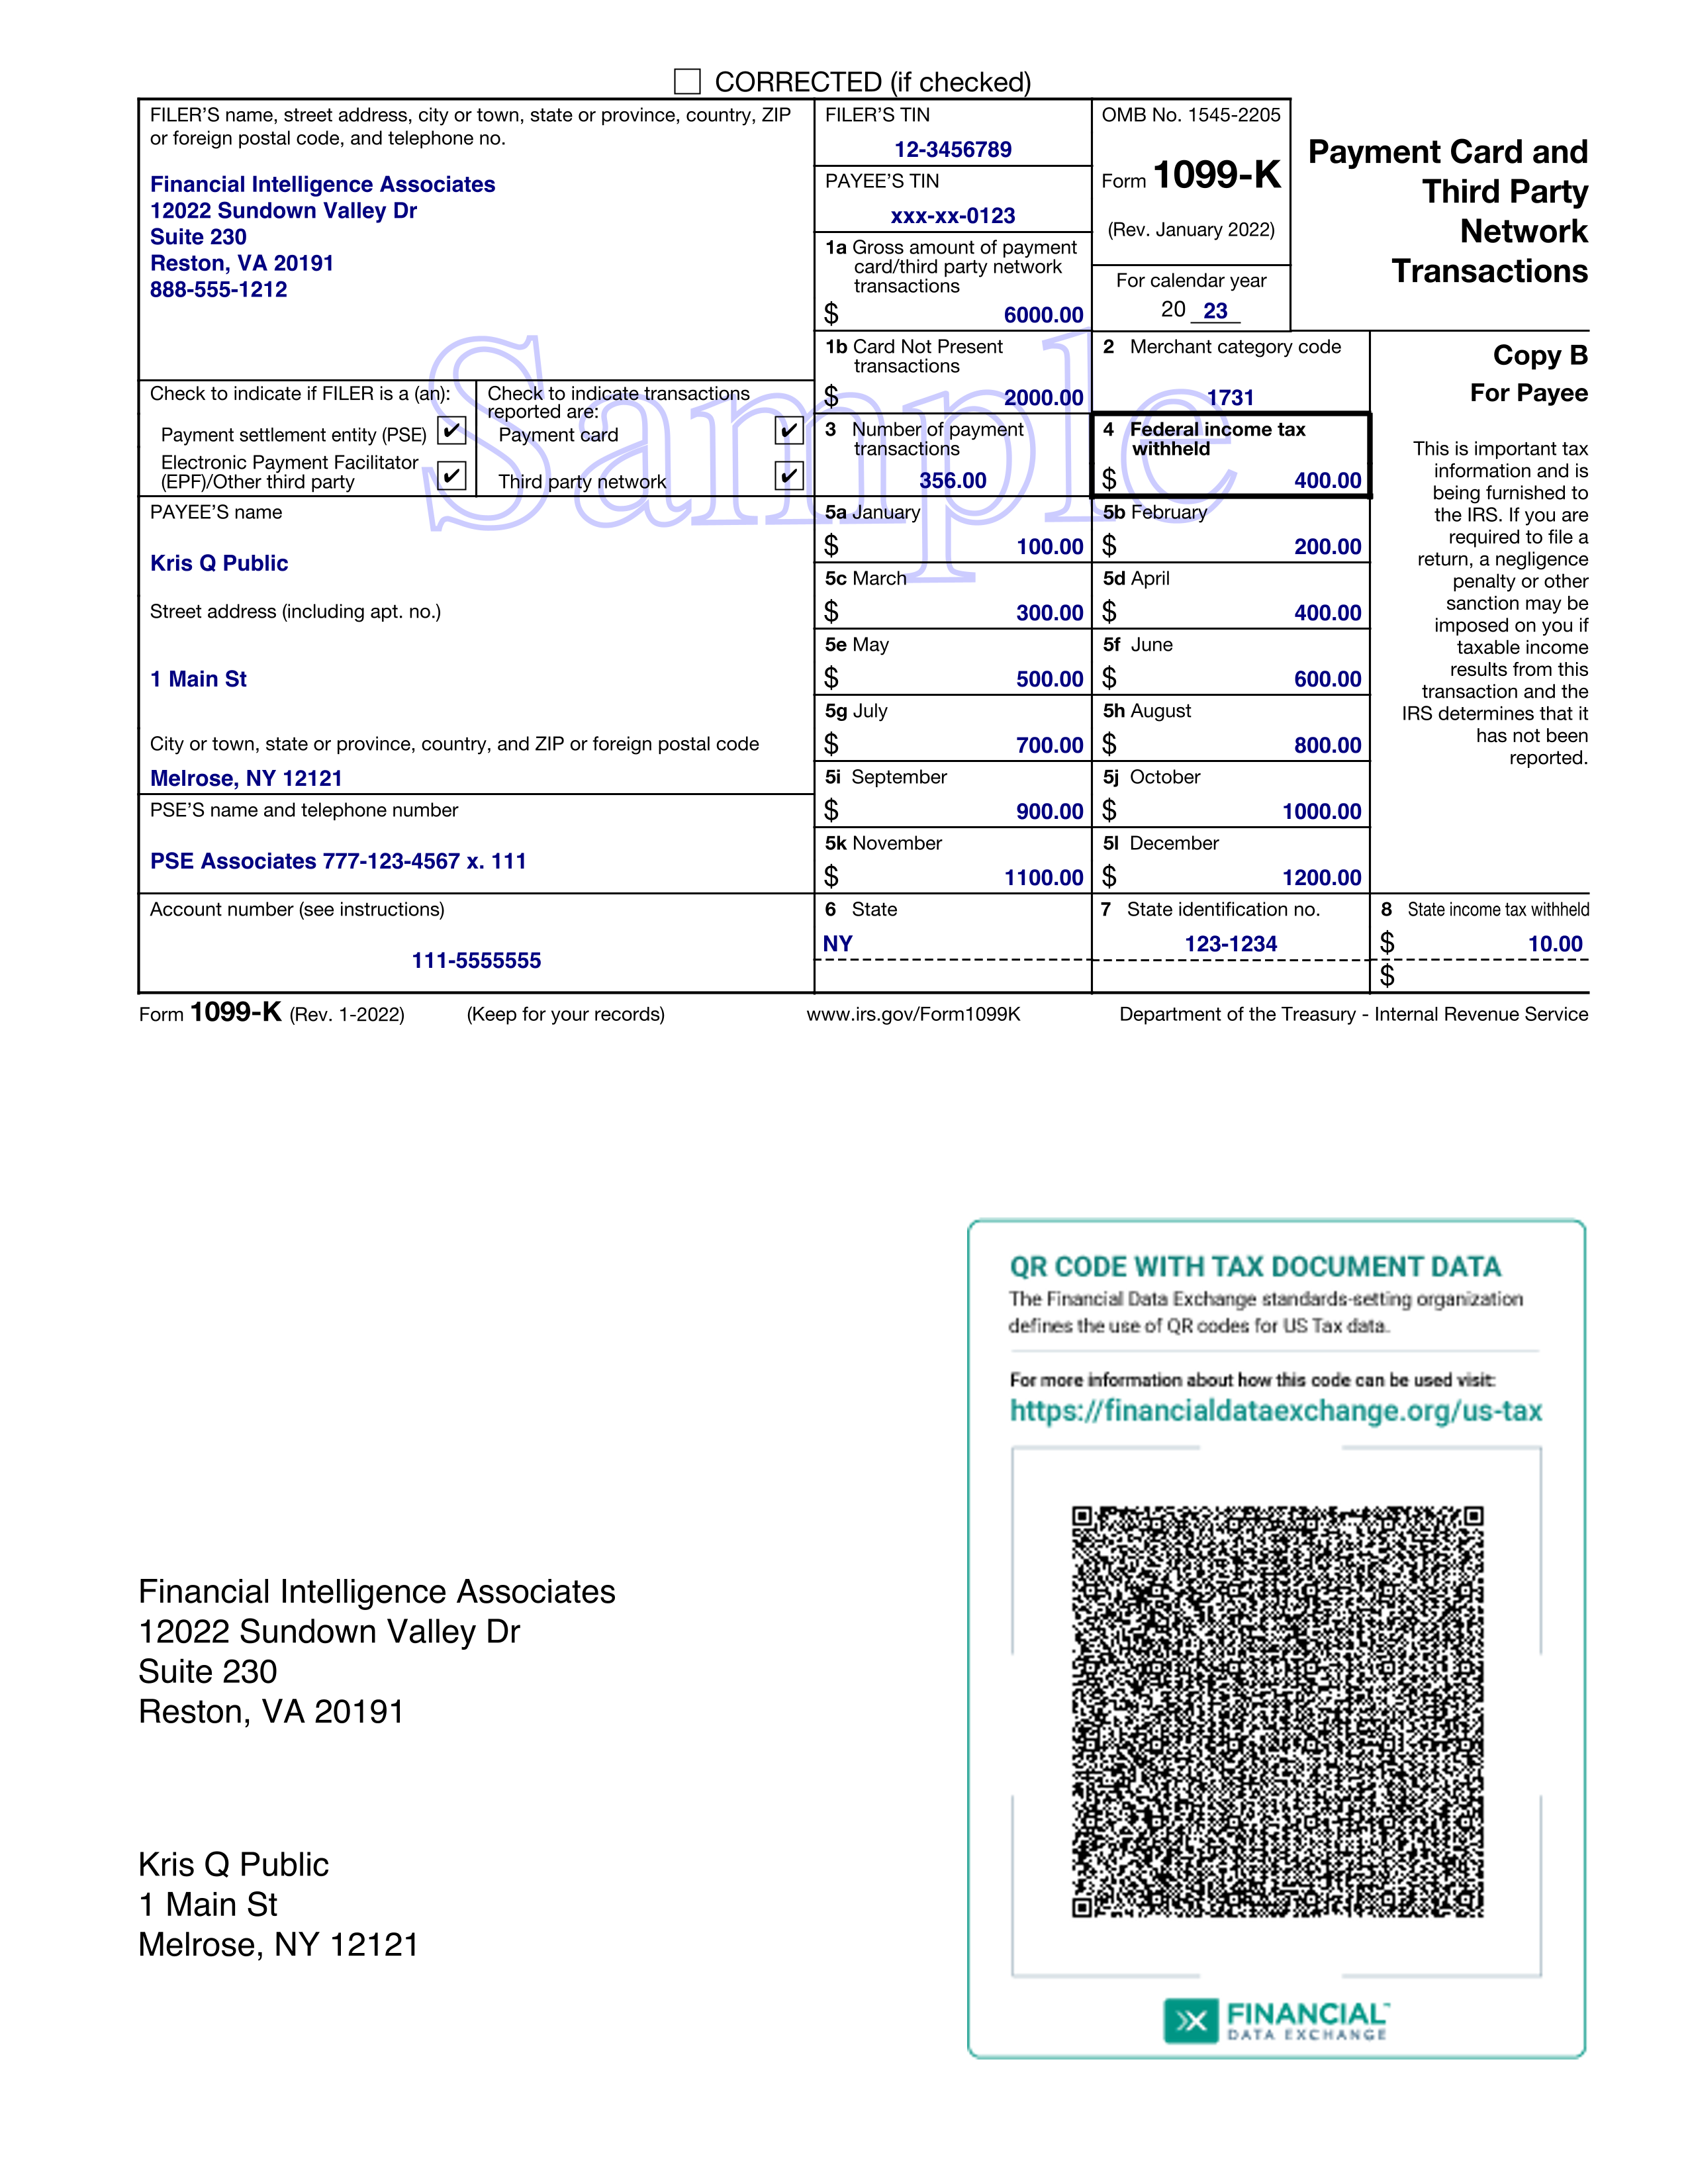 CORRECTED (if checked)
FILER'S name, street address, city or town, state or province, country, ZIP
or foreign postal code, and telephone no.
Financial Intelligence Associates
12022 Sundown Valley Dr
Suite 230
Reston, VA 20191
888-555-1212
FILER'S TIN
12-3456789
PAYEE'S TIN
xxx-xx-0123
1a Gross amount of payment
card/third party network
transactions
$ 6000.00
OMB No. 1545-2205
Form 1099-K
(Rev. January 2022)
For calendar year
20 23
Payment Card and
Third Party
Network
Transactions
1b Card Not Present
transactions
$ 2000.00
2 Merchant category code
1731
Copy B
For Payee
This is important tax
information and is
being furnished to
the IRS. If you are
required to file a
return, a negligence
penalty or other
sanction may be
imposed on you if
taxable income
results from this
transaction and the
IRS determines that it
has not been
reported.
Check to indicate if FILER is a (an):
Payment settlement entity (PSE) ✔
Electronic Payment Facilitator
(EPF)/Other third party ✔
Check to indicate transactions
reported are:
Payment card ✔
Third party network ✔
Sample
3 Number of payment
transactions
356.00
4 Federal income tax
withheld
$ 400.00
PAYEE'S name
Kris Q Public
Street address (including apt. no.)
1 Main St
City or town, state or province, country, and ZIP or foreign postal code
Melrose, NY 12121
PSE'S name and telephone number
PSE Associates 777-123-4567 x. 111
Account number (see instructions)
111-5555555
5a January
$ 100.00
5b February
$ 200.00
5c March
$ 300.00
5d April
$ 400.00
5e May
$ 500.00
5f June
$ 600.00
5g July
$ 700.00
5h August
$ 800.00
5i September
$ 900.00
5j October
$ 1000.00
5k November
$ 1100.00
5l December
$ 1200.00
6 State
NY
7 State identification no.
123-1234
8 State income tax withheld
$ 10.00
$
Form 1099-K (Rev. 1-2022) (Keep for your records) www.irs.gov/Form1099K Department of the Treasury - Internal Revenue Service
QR CODE WITH TAX DOCUMENT DATA
The Financial Data Exchange standards-setting organization
defines the use of QR codes for US Tax data.
For more information about how this code can be used visit:
https://financialdataexchange.org/us-tax
FINANCIAL™
DATA EXCHANGE
Financial Intelligence Associates
12022 Sundown Valley Dr
Suite 230
Reston, VA 20191
Kris Q Public
1 Main St
Melrose, NY 12121